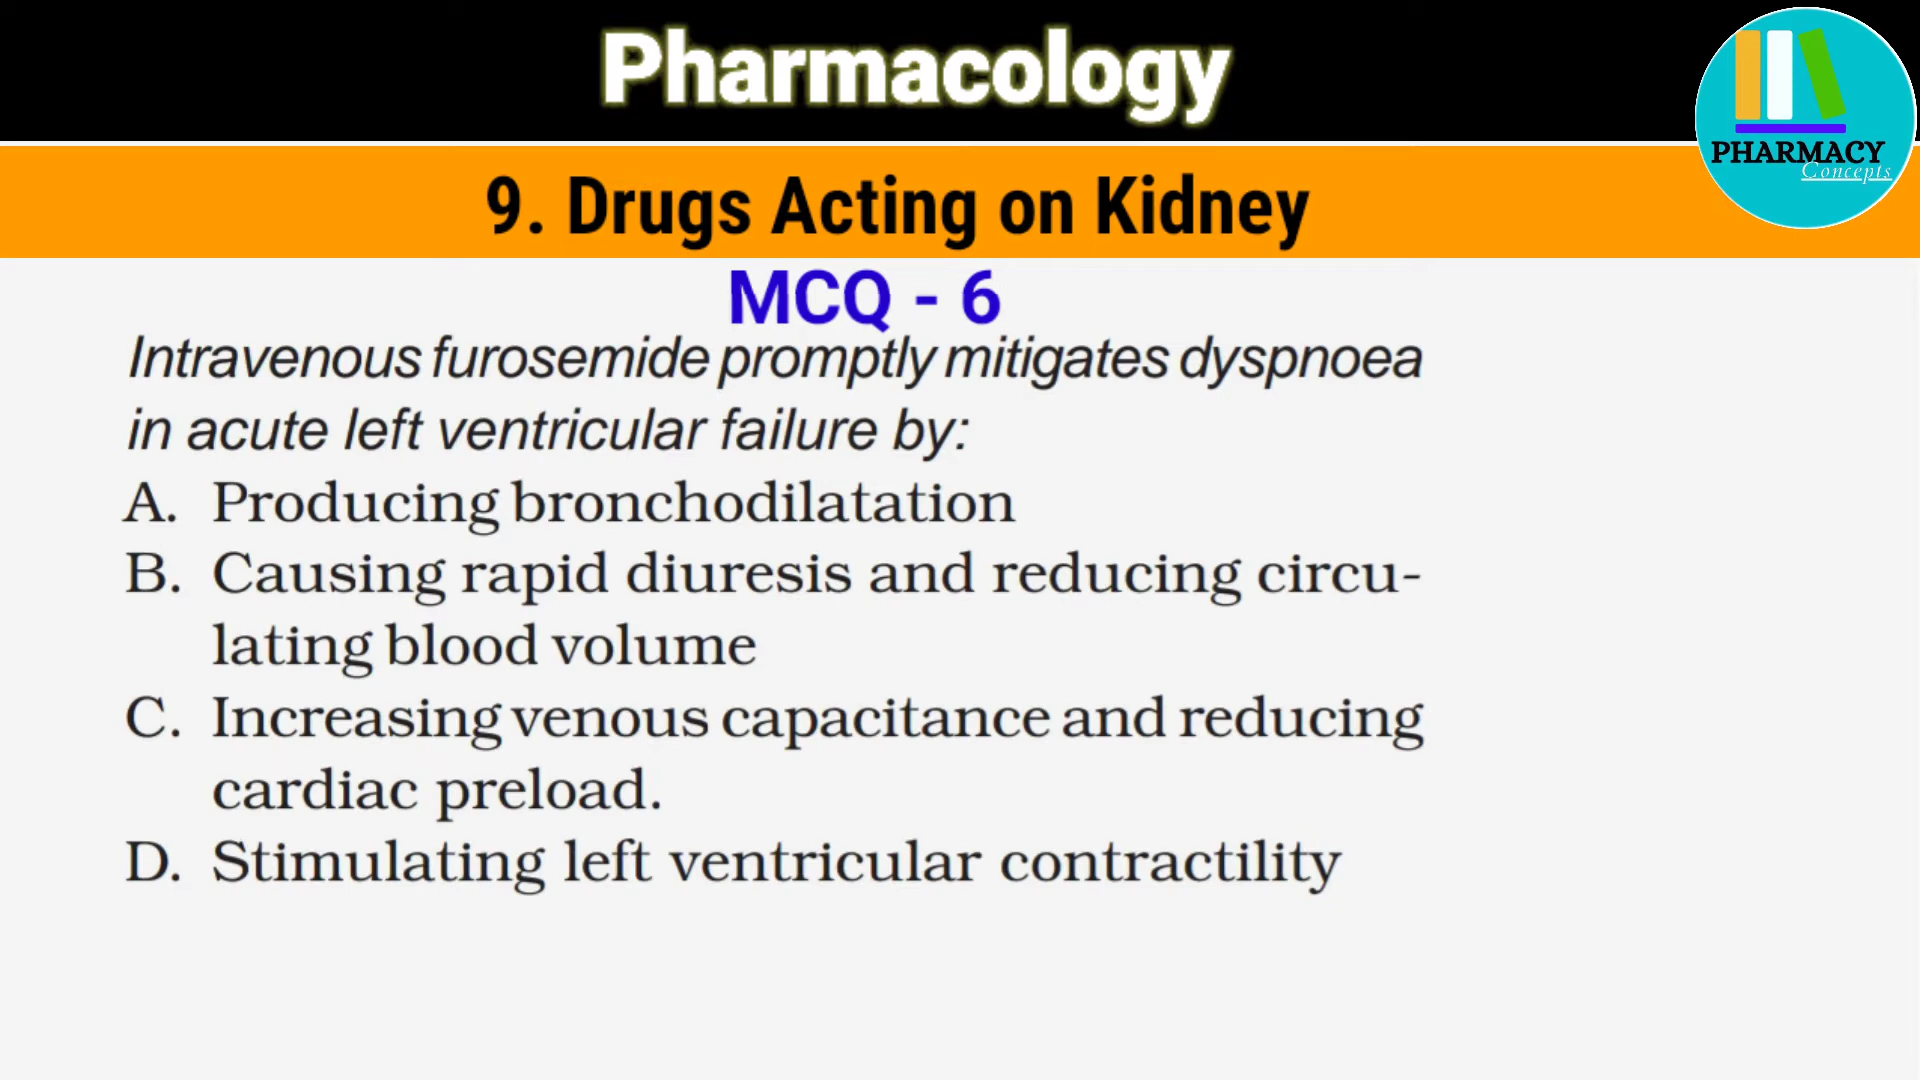 Pharmacology
PHARMACY
Concepts
9. Drugs Acting on Kidney
MCQ - 6
Intravenous furosemide promptly mitigates dyspnoea
in acute left ventricular failure by:
A. Producing bronchodilatation
B. Causing rapid diuresis and reducing circu-
lating blood volume
C. Increasing venous capacitance and reducing
cardiac preload.
D. Stimulating left ventricular contractility